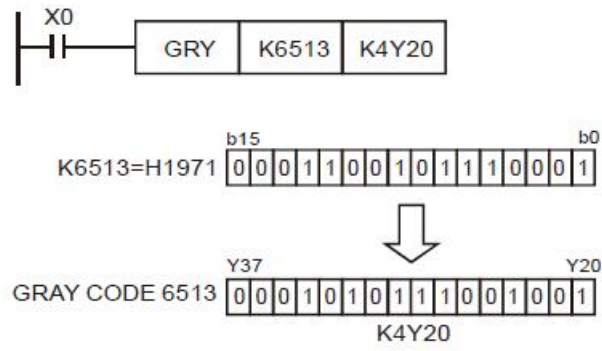 X0
GRY K6513 K4Y20
b15 b0
K6513=H1971 0 0 0 1 1 0 0 1 0 1 1 1 0 0 0 1
Y37 Y20
GRAY CODE 6513 0 0 0 1 0 1 0 1 1 1 0 0 1 0 0 1
K4Y20